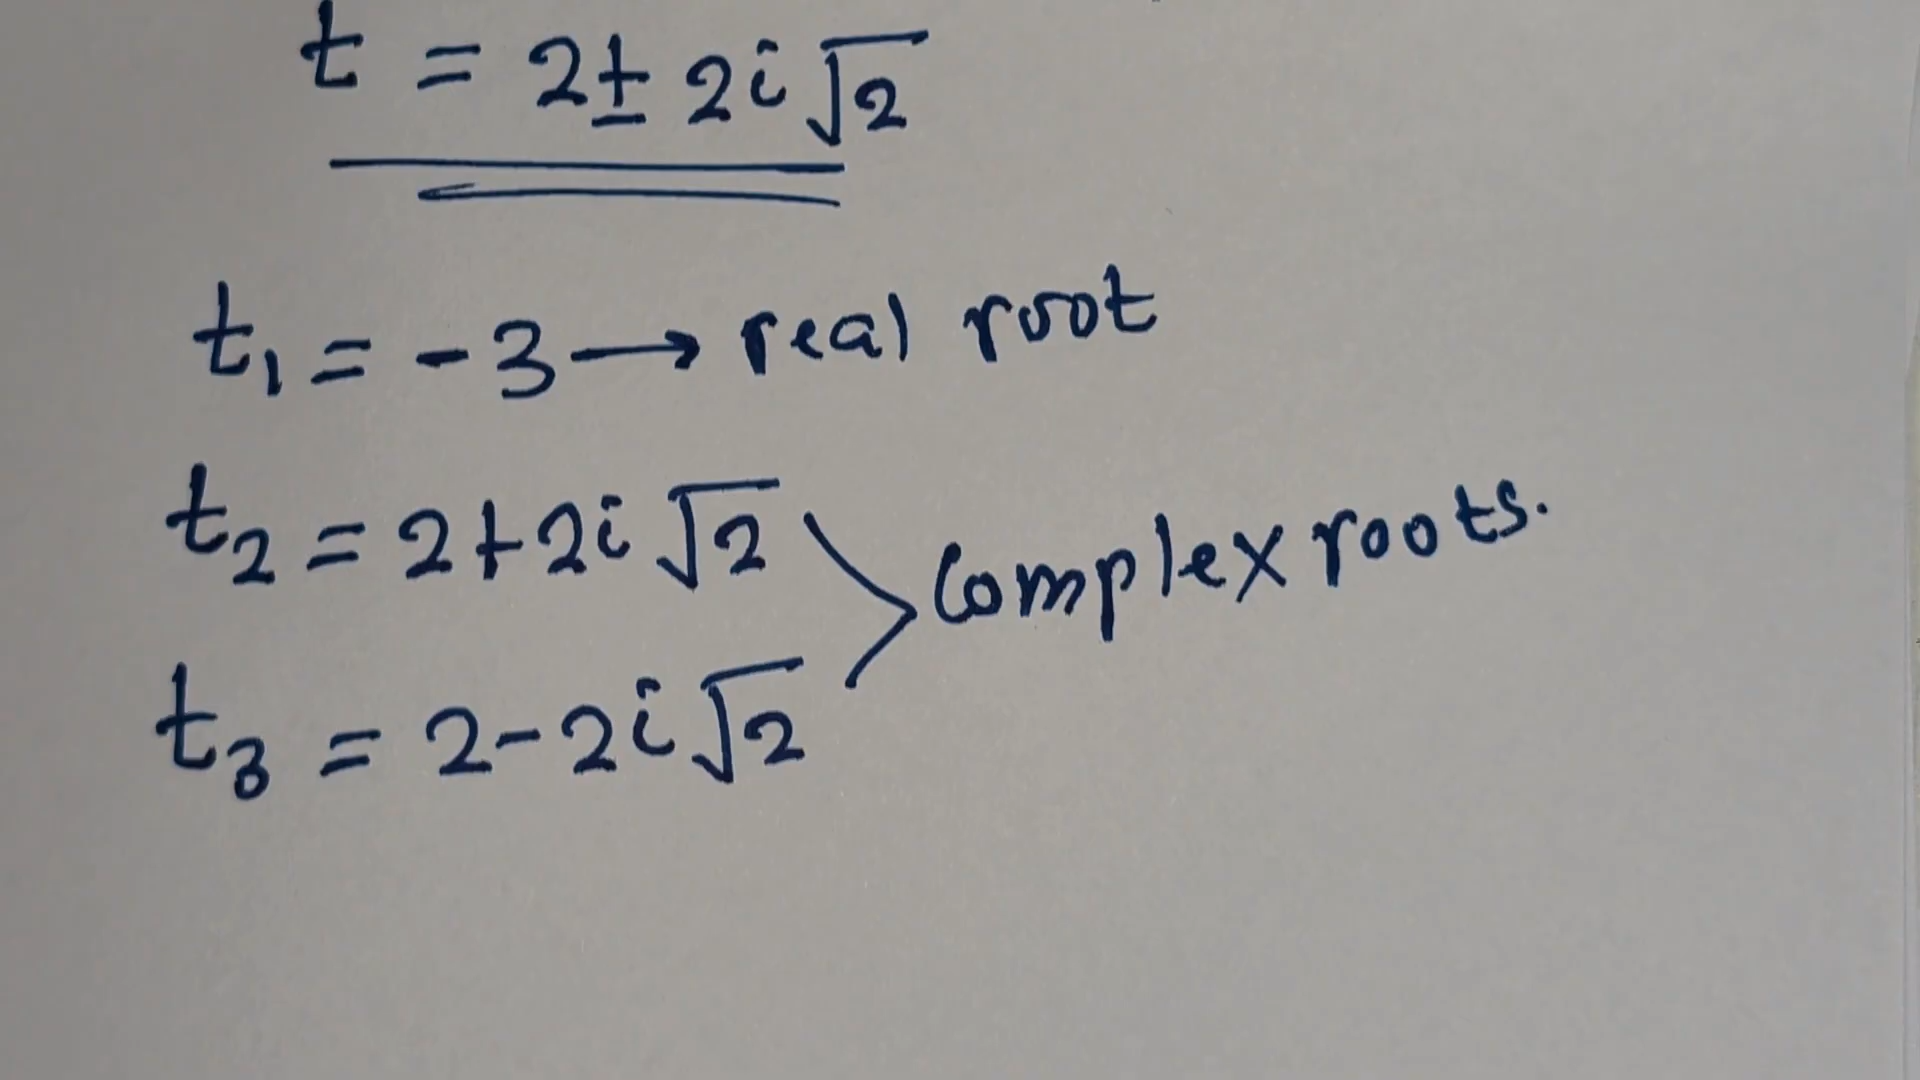 t = 2 ± 2i√2
t₁ = -3 → real root
t₂ = 2+2i√2
complex roots.
t₃ = 2-2i√2